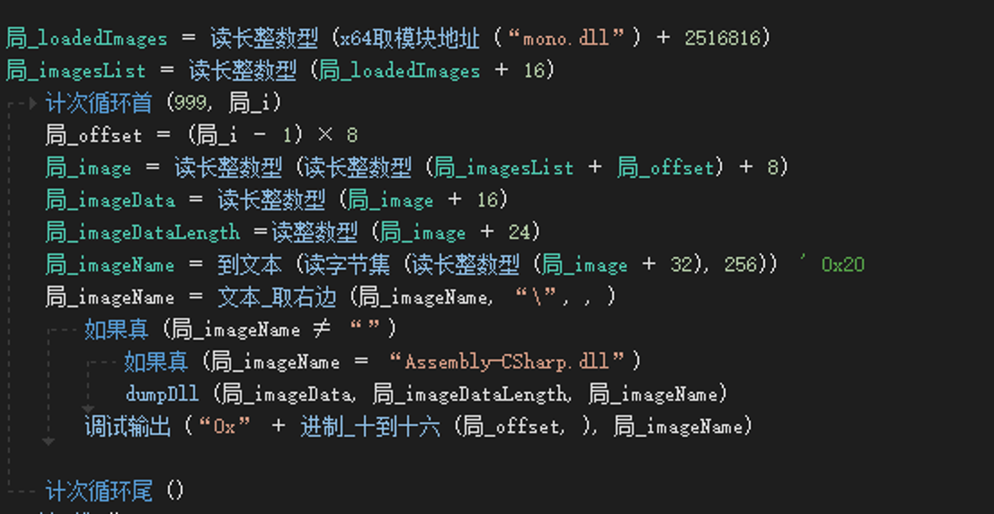 局_loadedImages = 读长整数型 (x64取模块地址 (“mono.dll”) + 2516816)
局_imagesList = 读长整数型 (局_loadedImages + 16)
计次循环首 (999, 局_i)
局_offset = (局_i - 1) × 8
局_image = 读长整数型 (读长整数型 (局_imagesList + 局_offset) + 8)
局_imageData = 读长整数型 (局_image + 16)
局_imageDataLength =读整数型 (局_image + 24)
局_imageName = 到文本 (读字节集 (读长整数型 (局_image + 32), 256)) ' 0x20
局_imageName = 文本_取右边 (局_imageName, “\”, , )
如果真 (局_imageName ≠ “”)
如果真 (局_imageName = “Assembly-CSharp.dll”)
dumpDll (局_imageData, 局_imageDataLength, 局_imageName)
调试输出 (“0x” + 进制_十到十六 (局_offset, ), 局_imageName)
计次循环尾 ()